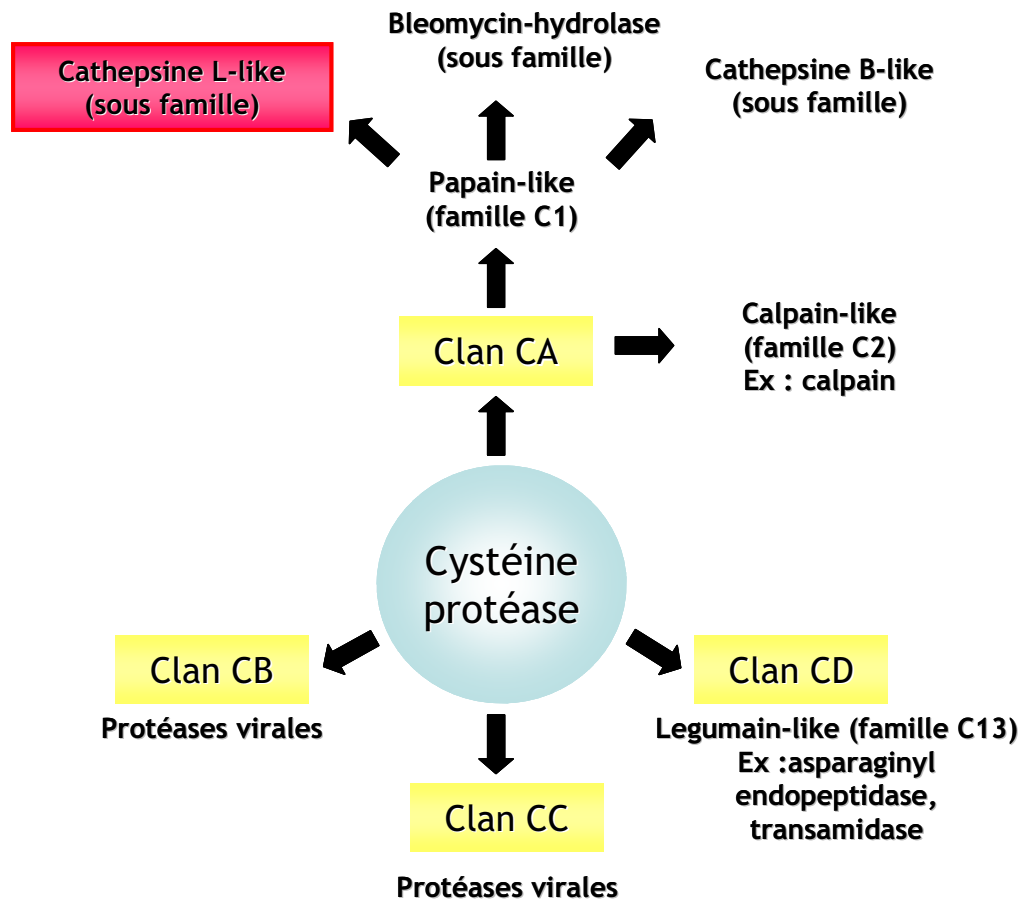 Bleomycin-hydrolase
(sous famille)
Cathepsine L-like
(sous famille)
Cathepsine B-like
(sous famille)
Papain-like
(famille C1)
Clan CA
Calpain-like
(famille C2)
Ex : calpain
Cystéine
protéase
Clan CB
Protéases virales
Clan CD
Legumain-like (famille C13)
Ex :asparaginyl
endopeptidase,
transamidase
Clan CC
Protéases virales